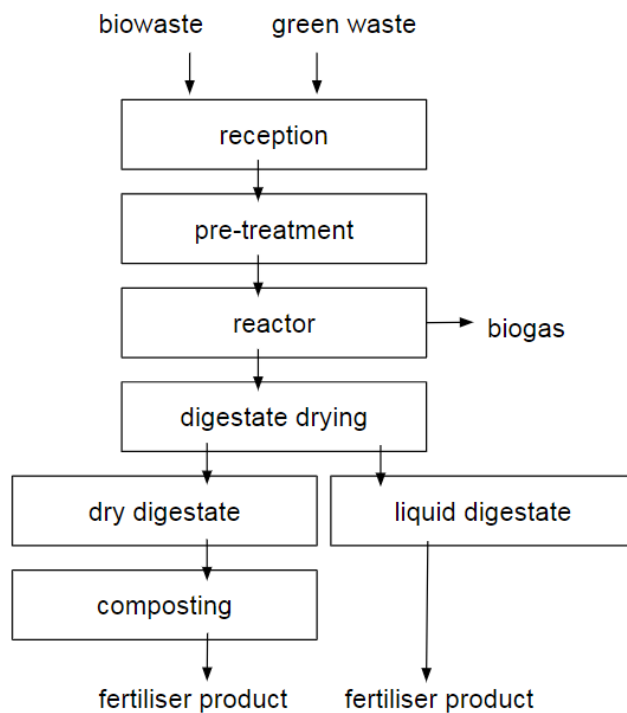 biowaste
green waste
reception
pre-treatment
reactor
biogas
digestate drying
dry digestate
liquid digestate
composting
fertiliser product
fertiliser product